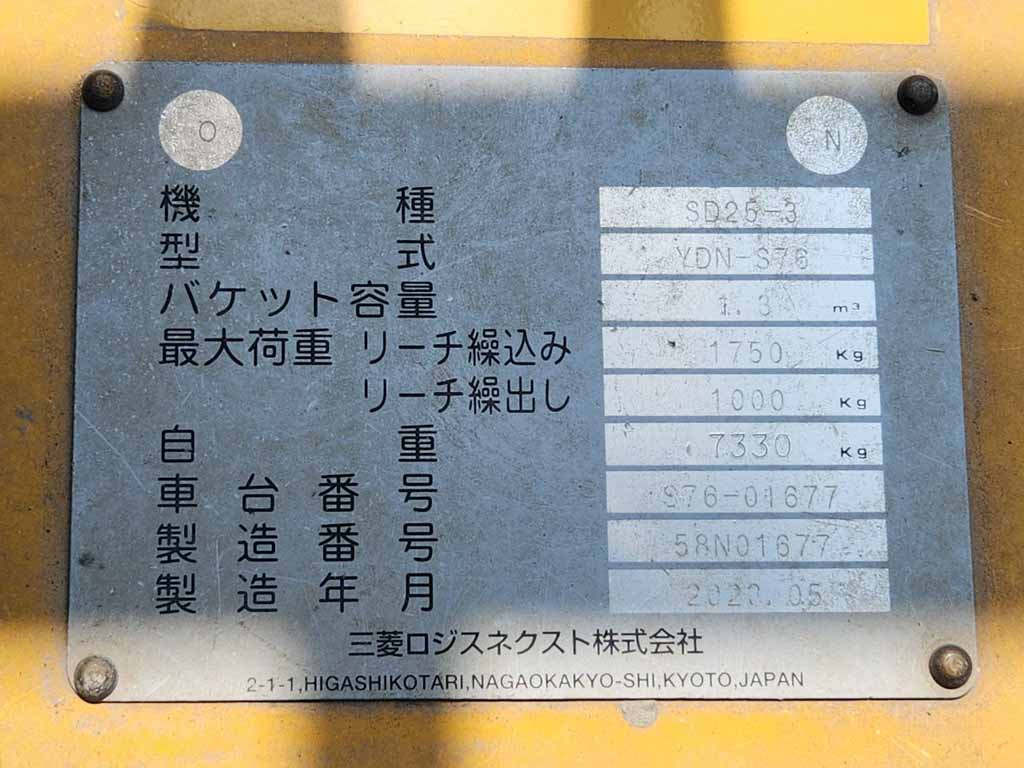 O N
機種 SD25-3
型式 YDN-S76
バケット容量 1.3 m³
最大荷重 リーチ繰込み 1750 Kg
リーチ繰出し 1000 Kg
自重 7330 Kg
車台番号 S76-01677
製造番号 58N01677
製造年月
三菱ロジスネクスト株式会社
2-1-1,HIGASHIKOTARI,NAGAOKAKYO-SHI,KYOTO,JAPAN